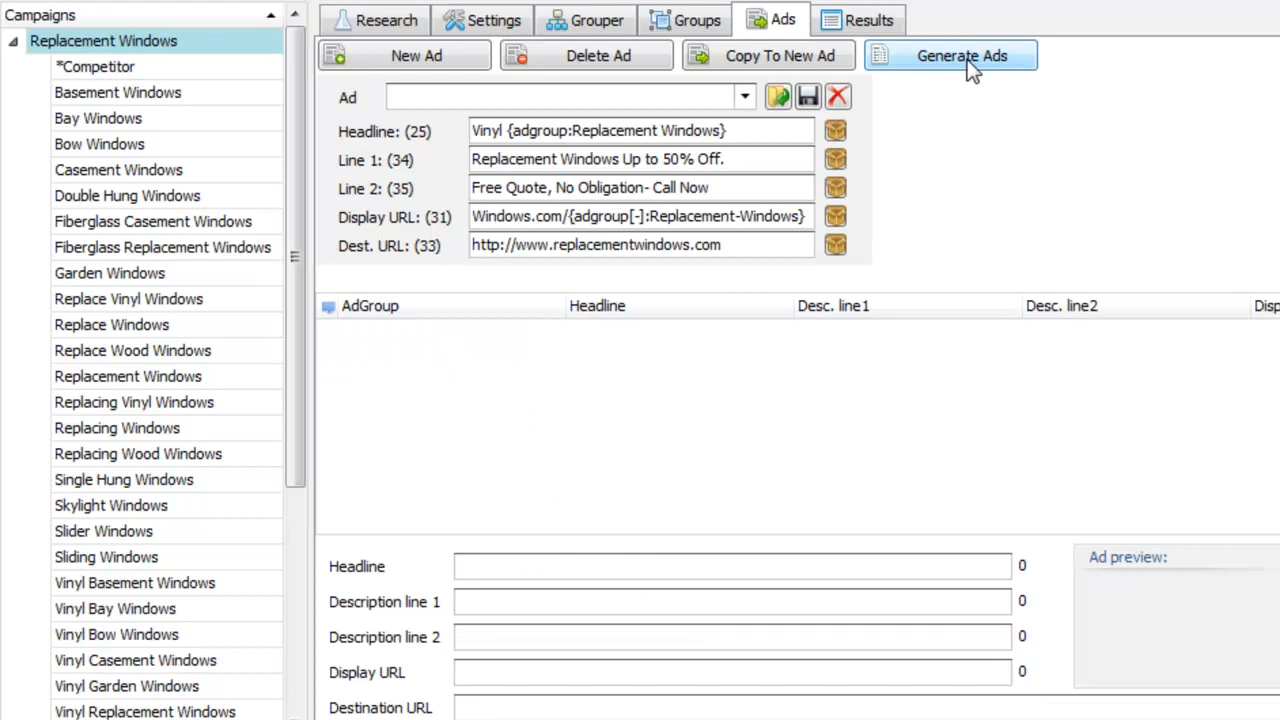 Campaigns
Replacement Windows
*Competitor
Basement Windows
Bay Windows
Bow Windows
Casement Windows
Double Hung Windows
Fiberglass Casement Windows
Fiberglass Replacement Windows
Garden Windows
Replace Vinyl Windows
Replace Windows
Replace Wood Windows
Replacement Windows
Replacing Vinyl Windows
Replacing Windows
Replacing Wood Windows
Single Hung Windows
Skylight Windows
Slider Windows
Sliding Windows
Vinyl Basement Windows
Vinyl Bay Windows
Vinyl Bow Windows
Vinyl Casement Windows
Vinyl Garden Windows
Vinyl Replacement Windows
Research Settings Grouper Groups Ads Results
New Ad Delete Ad Copy To New Ad Generate Ads
Ad
Headline: (25) Vinyl {adgroup:Replacement Windows}
Line 1: (34) Replacement Windows Up to 50% Off.
Line 2: (35) Free Quote, No Obligation- Call Now
Display URL: (31) Windows.com/{adgroup[-]:Replacement-Windows}
Dest. URL: (33) http://www.replacementwindows.com
AdGroup Headline Desc. line1 Desc. line2 Disp
Headline 0
Description line 1 0
Description line 2 0
Display URL 0
Destination URL
Ad preview: